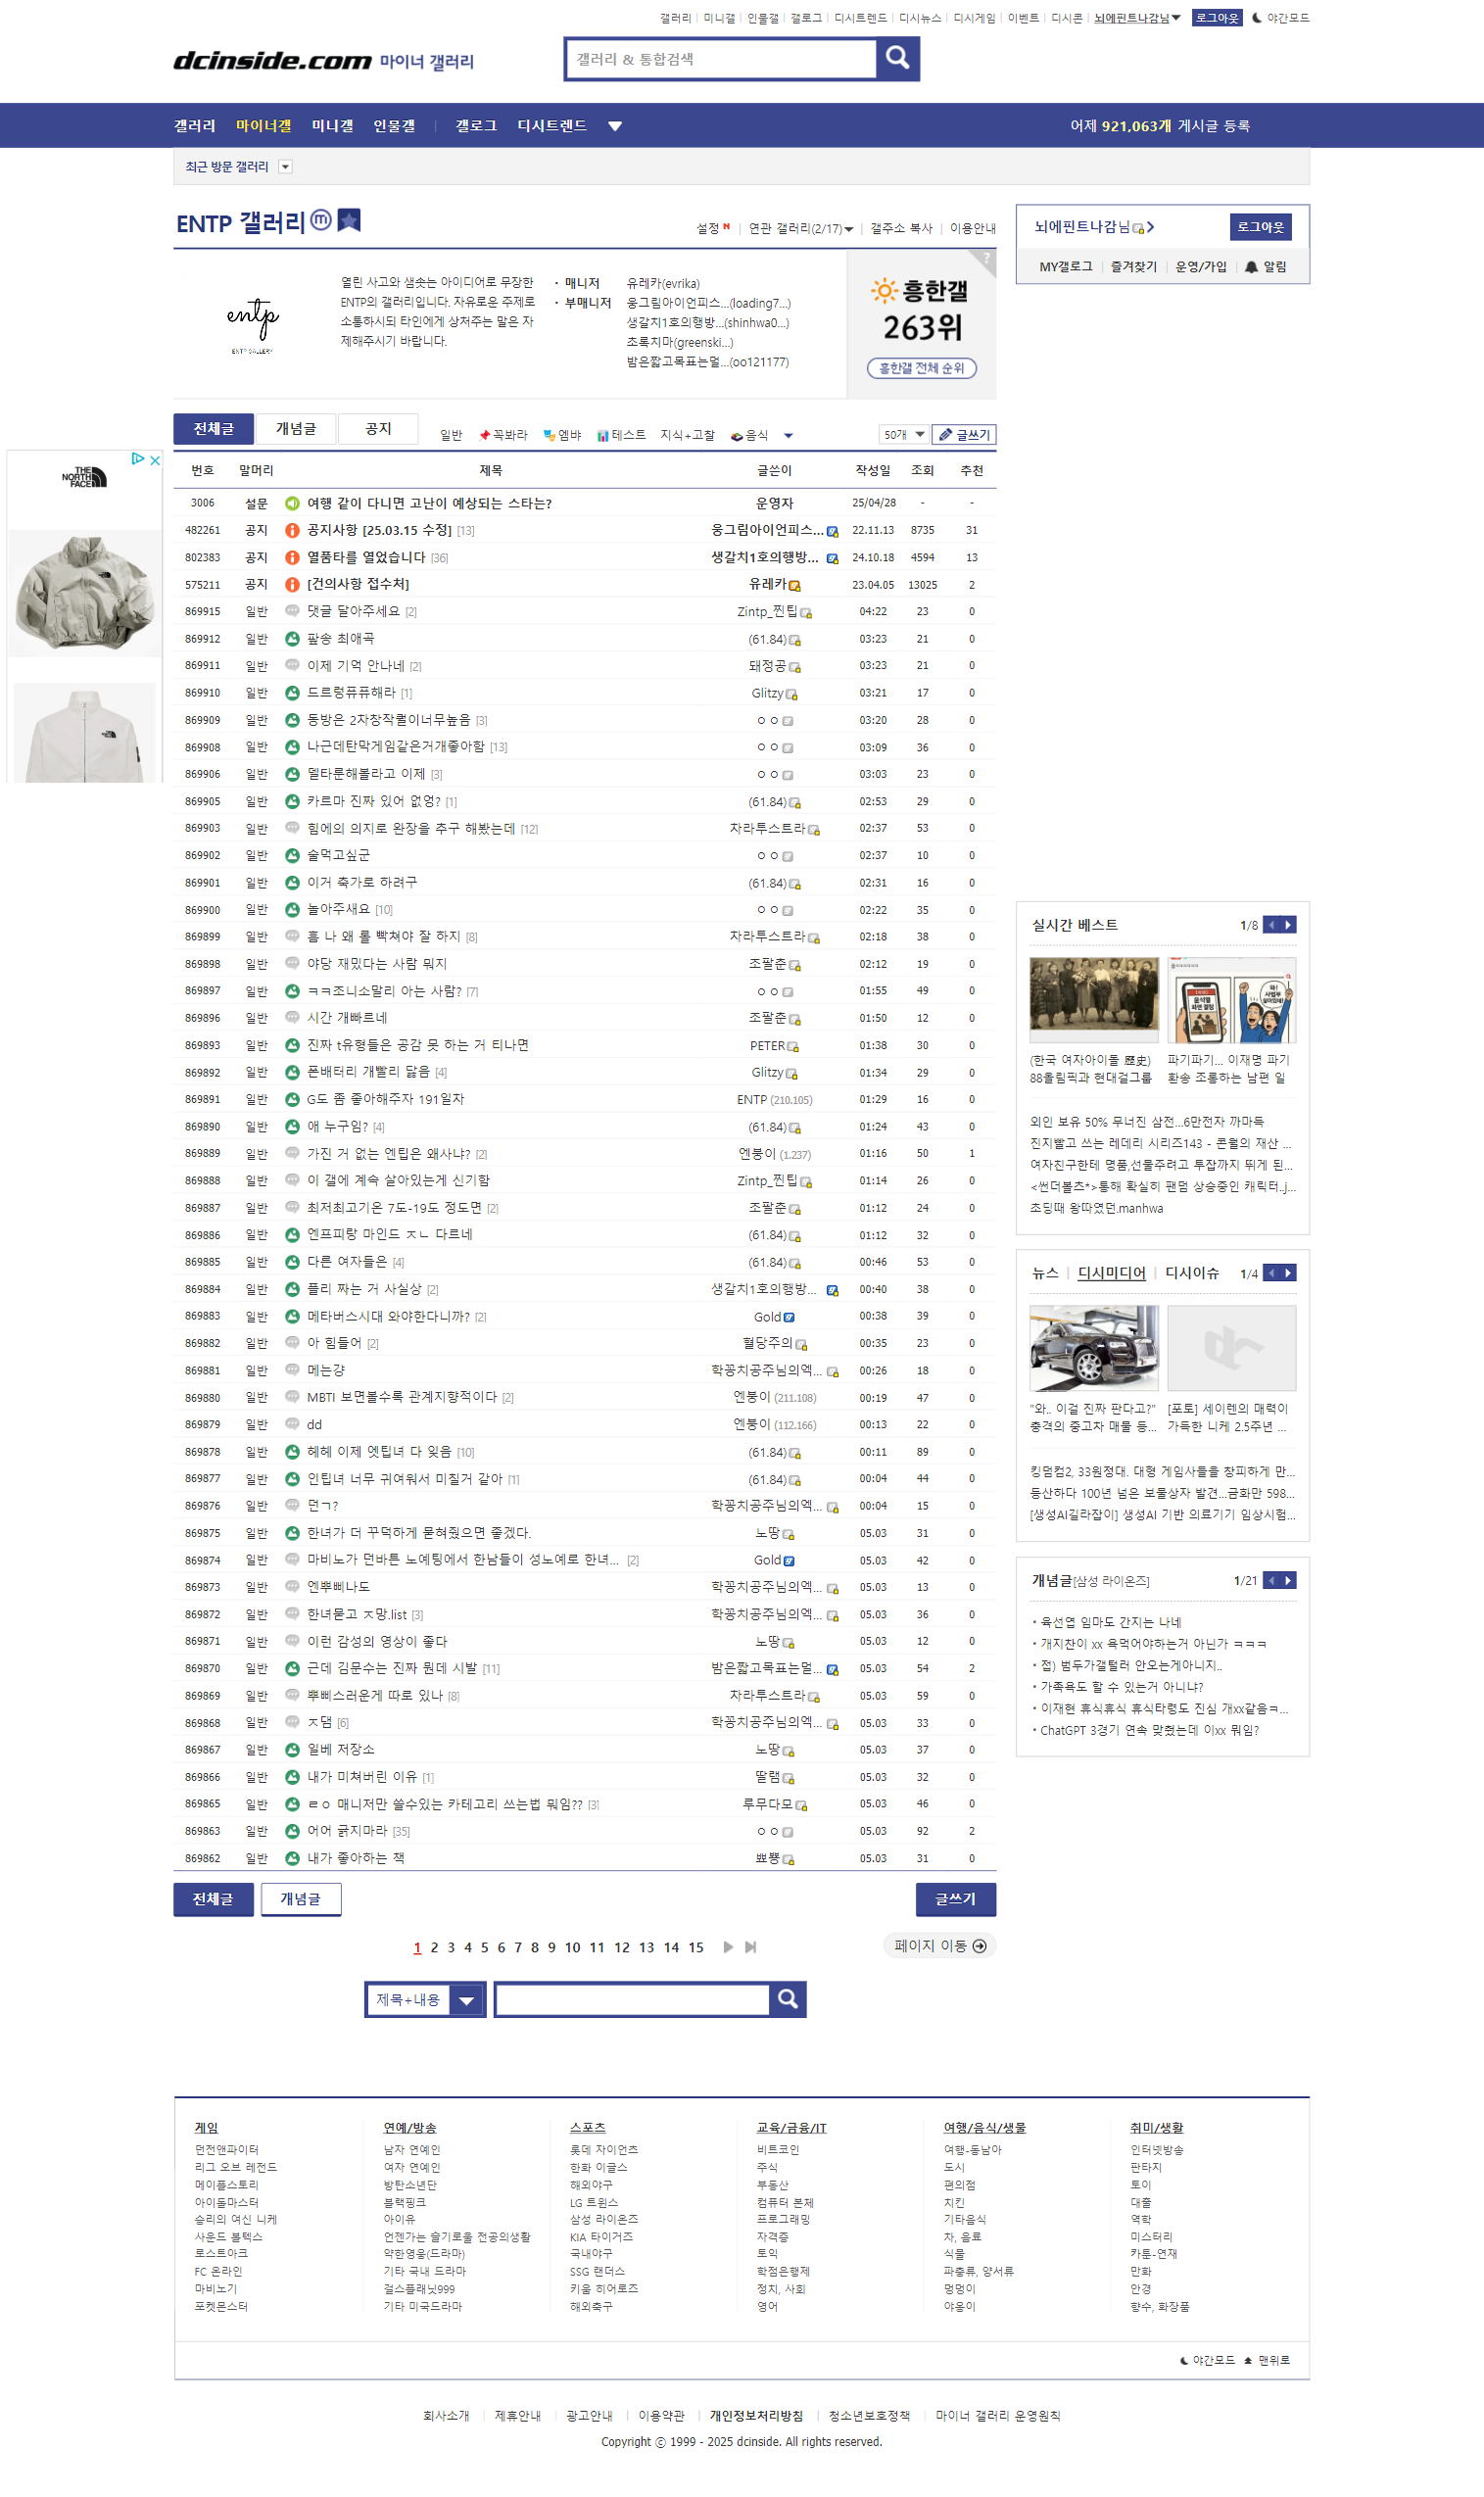 갤러리 미니갤 인물갤 갤로그 디시트렌드 디시뉴스 디시게임 이벤트 디시콘 뇌에핀트나감님 로그아웃 야간모드
dcinside.com 마이너 갤러리
갤러리 & 통합검색
갤러리 마이너갤 미니갤 인물갤 갤로그 디시트렌드 어제 921,063개 게시글 등록
최근 방문 갤러리
ENTP 갤러리
설정 N 연관 갤러리(2/17) 갤주소 복사 이용안내
entp
ENTP GALLERY
열린 사고와 샘솟는 아이디어로 무장한
ENTP의 갤러리입니다. 자유로운 주제로
소통하시되 타인에게 상처주는 말은 자
제해주시기 바랍니다.
· 매니저 유레카(evrika)
· 부매니저 웅그림아이언피스...(loading7...)
생갈치1호의행방...(shinhwa0...)
초록치마(greenski...)
밤은짧고목표는멀...(oo121177)
?
흥한갤
263위
흥한갤 전체 순위
뇌에핀트나감님 로그아웃
MY갤로그 즐겨찾기 운영/가입 알림
전체글 개념글 공지 일반 꼭봐라 엠뱌 테스트 지식+고찰 음식 50개 글쓰기
THE NORTH FACE
번호 말머리 제목 글쓴이 작성일 조회 추천
3006 설문 여행 같이 다니면 고난이 예상되는 스타는? 운영자 25/04/28 - -
482261 공지 공지사항 [25.03.15 수정] [13] 웅그림아이언피스... 22.11.13 8735 31
802383 공지 열품타를 열었습니다 [36] 생갈치1호의행방... 24.10.18 4594 13
575211 공지 [건의사항 접수처] 유레카 23.04.05 13025 2
869915 일반 댓글 달아주세요 [2] Zintp_찐팁 04:22 23 0
869912 일반 팔송 최애곡 (61.84) 03:23 21 0
869911 일반 이제 기억 안나네 [2] 돼정공 03:23 21 0
869910 일반 드르렁퓨퓨해라 [1] Glitzy 03:21 17 0
869909 일반 동방은 2차창작퀄이너무높음 [3] ㅇㅇ 03:20 28 0
869908 일반 나근데탄막게임같은거개좋아함 [13] ㅇㅇ 03:09 36 0
869906 일반 델타룬해볼라고 이제 [3] ㅇㅇ 03:03 23 0
869905 일반 카르마 진짜 있어 없엉? [1] (61.84) 02:53 29 0
869903 일반 힘에의 의지로 완장을 추구 해봤는데 [12] 차라투스트라 02:37 53 0
869902 일반 술먹고싶군 ㅇㅇ 02:37 10 0
869901 일반 이거 축가로 하려구 (61.84) 02:31 16 0
869900 일반 놀아주새요 [10] ㅇㅇ 02:22 35 0
869899 일반 흠 나 왜 롤 빡쳐야 잘 하지 [8] 차라투스트라 02:18 38 0
869898 일반 야당 재밌다는 사람 뭐지 조팔춘 02:12 19 0
869897 일반 ㅋㅋ조니소말리 아는 사람? [7] ㅇㅇ 01:55 49 0
869896 일반 시간 개빠르네 조팔춘 01:50 12 0
869893 일반 진짜 t유형들은 공감 못 하는 거 티나면 PETER 01:38 30 0
869892 일반 폰배터리 개빨리 닳음 [4] Glitzy 01:34 29 0
869891 일반 G도 좀 좋아해주자 191일자 ENTP (210.105) 01:29 16 0
869890 일반 얘 누구임? [4] (61.84) 01:24 43 0
869889 일반 가진 거 없는 엔팁은 왜사냐? [2] 엔붕이 (1.237) 01:16 50 1
869888 일반 이 갤에 계속 살아있는게 신기함 Zintp_찐팁 01:14 26 0
869887 일반 최저최고기온 7도-19도 정도면 [2] 조팔춘 01:12 24 0
869886 일반 엔프피랑 마인드 ㅈㄴ 다르네 (61.84) 01:12 32 0
869885 일반 다른 여자들은 [4] (61.84) 00:46 53 0
869884 일반 플리 짜는 거 사실상 [2] 생갈치1호의행방... 00:40 38 0
869883 일반 메타버스시대 와야한다니까? [2] Gold 00:38 39 0
869882 일반 아 힘들어 [2] 혈당주의 00:35 23 0
869881 일반 메는걍 학꽁치공주님의엑... 00:26 18 0
869880 일반 MBTI 보면볼수록 관계지향적이다 [2] 엔붕이 (211.108) 00:19 47 0
869879 일반 dd 엔붕이 (112.166) 00:13 22 0
869878 일반 헤헤 이제 엣팁녀 다 잊음 [10] (61.84) 00:11 89 0
869877 일반 인팁녀 너무 귀여워서 미칠거 같아 [1] (61.84) 00:04 44 0
869876 일반 던ㄱ? 학꽁치공주님의엑... 00:04 15 0
869875 일반 한녀가 더 꾸덕하게 묻혀줬으면 좋겠다. 노땅 05.03 31 0
869874 일반 마비노가 던바튼 노예팅에서 한남들이 성노예로 한녀... [2] Gold 05.03 42 0
869873 일반 엔뿌삐나도 학꽁치공주님의엑... 05.03 13 0
869872 일반 한녀묻고 ㅈ망.list [3] 학꽁치공주님의엑... 05.03 36 0
869871 일반 이런 감성의 영상이 좋다 노땅 05.03 12 0
869870 일반 근데 김문수는 진짜 뭔데 시발 [11] 밤은짧고목표는멀... 05.03 54 2
869869 일반 뿌삐스러운게 따로 있나 [8] 차라투스트라 05.03 59 0
869868 일반 ㅈ댐 [6] 학꽁치공주님의엑... 05.03 33 0
869867 일반 일베 저장소 노땅 05.03 37 0
869866 일반 내가 미쳐버린 이유 [1] 딸램 05.03 32 0
869865 일반 ㄹㅇ 매니저만 쓸수있는 카테고리 쓰는법 뭐임?? [3] 루무다모 05.03 46 0
869863 일반 어어 긁지마라 [35] ㅇㅇ 05.03 92 2
869862 일반 내가 좋아하는 책 뾰뿅 05.03 31 0
실시간 베스트 1/8
(한국 여자아이돌 歷史) 88올림픽과 현대걸그룹
파기파기... 이재명 파기환송 조롱하는 남편 일
외인 보유 50% 무너진 삼전...6만전자 까마득
진지빨고 쓰는 레데리 시리즈143 - 콘월의 재산 ...
여자친구한테 명품,선물주려고 투잡까지 뛰게 된...
<썬더볼츠*>통해 확실히 팬덤 상승중인 캐릭터..j...
초딩때 왕따였던.manhwa
뉴스 디시미디어 디시이슈 1/4
"와.. 이걸 진짜 판다고?" 충격의 중고차 매물 등...
[포토] 세이렌의 매력이 가득한 니케 2.5주년 ...
킹덤컴2, 33원정대. 대형 게임사들을 창피하게 만...
등산하다 100년 넘은 보물상자 발견...금화만 598...
[생성AI길라잡이] 생성AI 기반 의료기기 임상시험...
개념글[삼성 라이온즈] 1/21
· 육선엽 임마도 간지는 나네
· 개지찬이 xx 욕먹어야하는거 아닌가 ㅋㅋㅋ
· 접) 범두가갤털러 안오는게아니지..
· 가족욕도 할 수 있는거 아니냐?
· 이재현 휴식휴식 휴식타령도 진심 개xx같음ㅋ...
· ChatGPT 3경기 연속 맞췄는데 이xx 뭐임?
전체글 개념글 글쓰기
1 2 3 4 5 6 7 8 9 10 11 12 13 14 15 페이지 이동
제목+내용
게임 연예/방송 스포츠 교육/금융/IT 여행/음식/생물 취미/생활
던전앤파이터 남자 연예인 롯데 자이언츠 비트코인 여행-동남아 인터넷방송
리그 오브 레전드 여자 연예인 한화 이글스 주식 도시 판타지
메이플스토리 방탄소년단 해외야구 부동산 편의점 토이
아이돌마스터 블랙핑크 LG 트윈스 컴퓨터 본체 치킨 대출
승리의 여신 니케 아이유 삼성 라이온즈 프로그래밍 기타음식 역학
사운드 볼텍스 언젠가는 슬기로울 전공의생활 KIA 타이거즈 자격증 차, 음료 미스터리
로스트아크 약한영웅(드라마) 국내야구 토익 식물 카툰-연재
FC 온라인 기타 국내 드라마 SSG 랜더스 학점은행제 파충류, 양서류 만화
마비노기 걸스플래닛999 키움 히어로즈 정치, 사회 멍멍이 안경
포켓몬스터 기타 미국드라마 해외축구 영어 야옹이 향수, 화장품
야간모드 맨위로
회사소개 제휴안내 광고안내 이용약관 개인정보처리방침 청소년보호정책 마이너 갤러리 운영원칙
Copyright ⓒ 1999 - 2025 dcinside. All rights reserved.